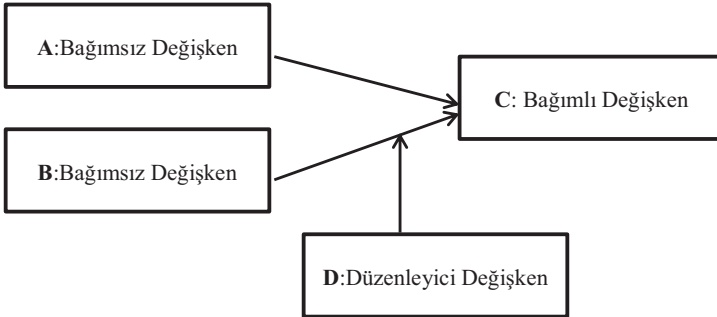 A:Bağımsız Değişken
C: Bağımlı Değişken
B:Bağımsız Değişken
D:Düzenleyici Değişken